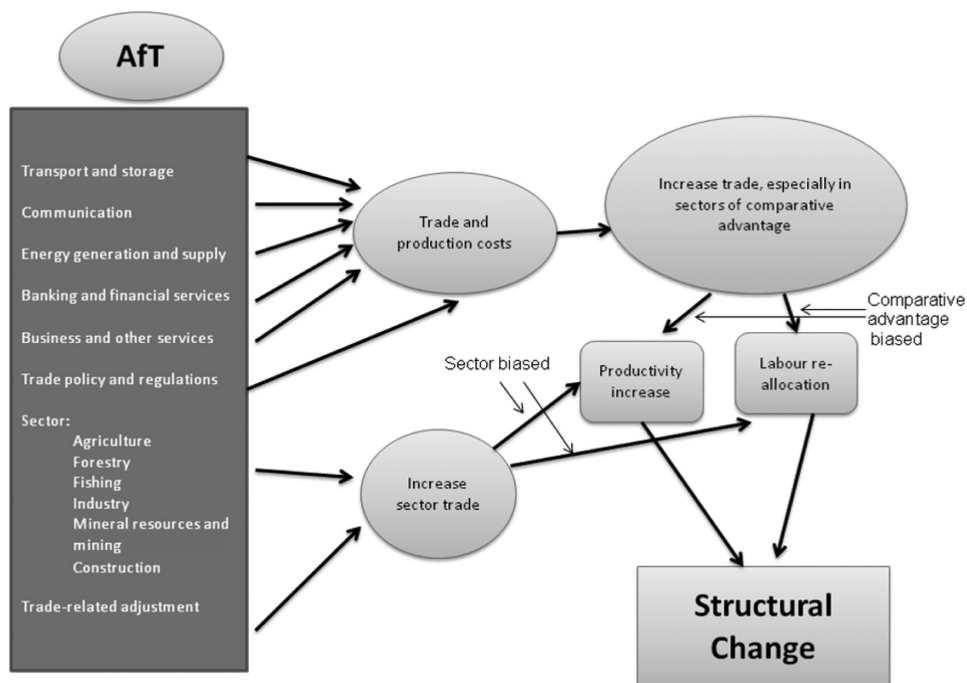 AfT
Transport and storage
Communication
Energy generation and supply
Banking and financial services
Business and other services
Trade policy and regulations
Sector:
Agriculture
Forestry
Fishing
Industry
Mineral resources and
mining
Construction
Trade-related adjustment
Trade and
production costs
Increase trade, especially in
sectors of comparative
advantage
Comparative
advantage
biased
Sector biased
Productivity
increase
Labour re-
allocation
Increase
sector trade
Structural
Change